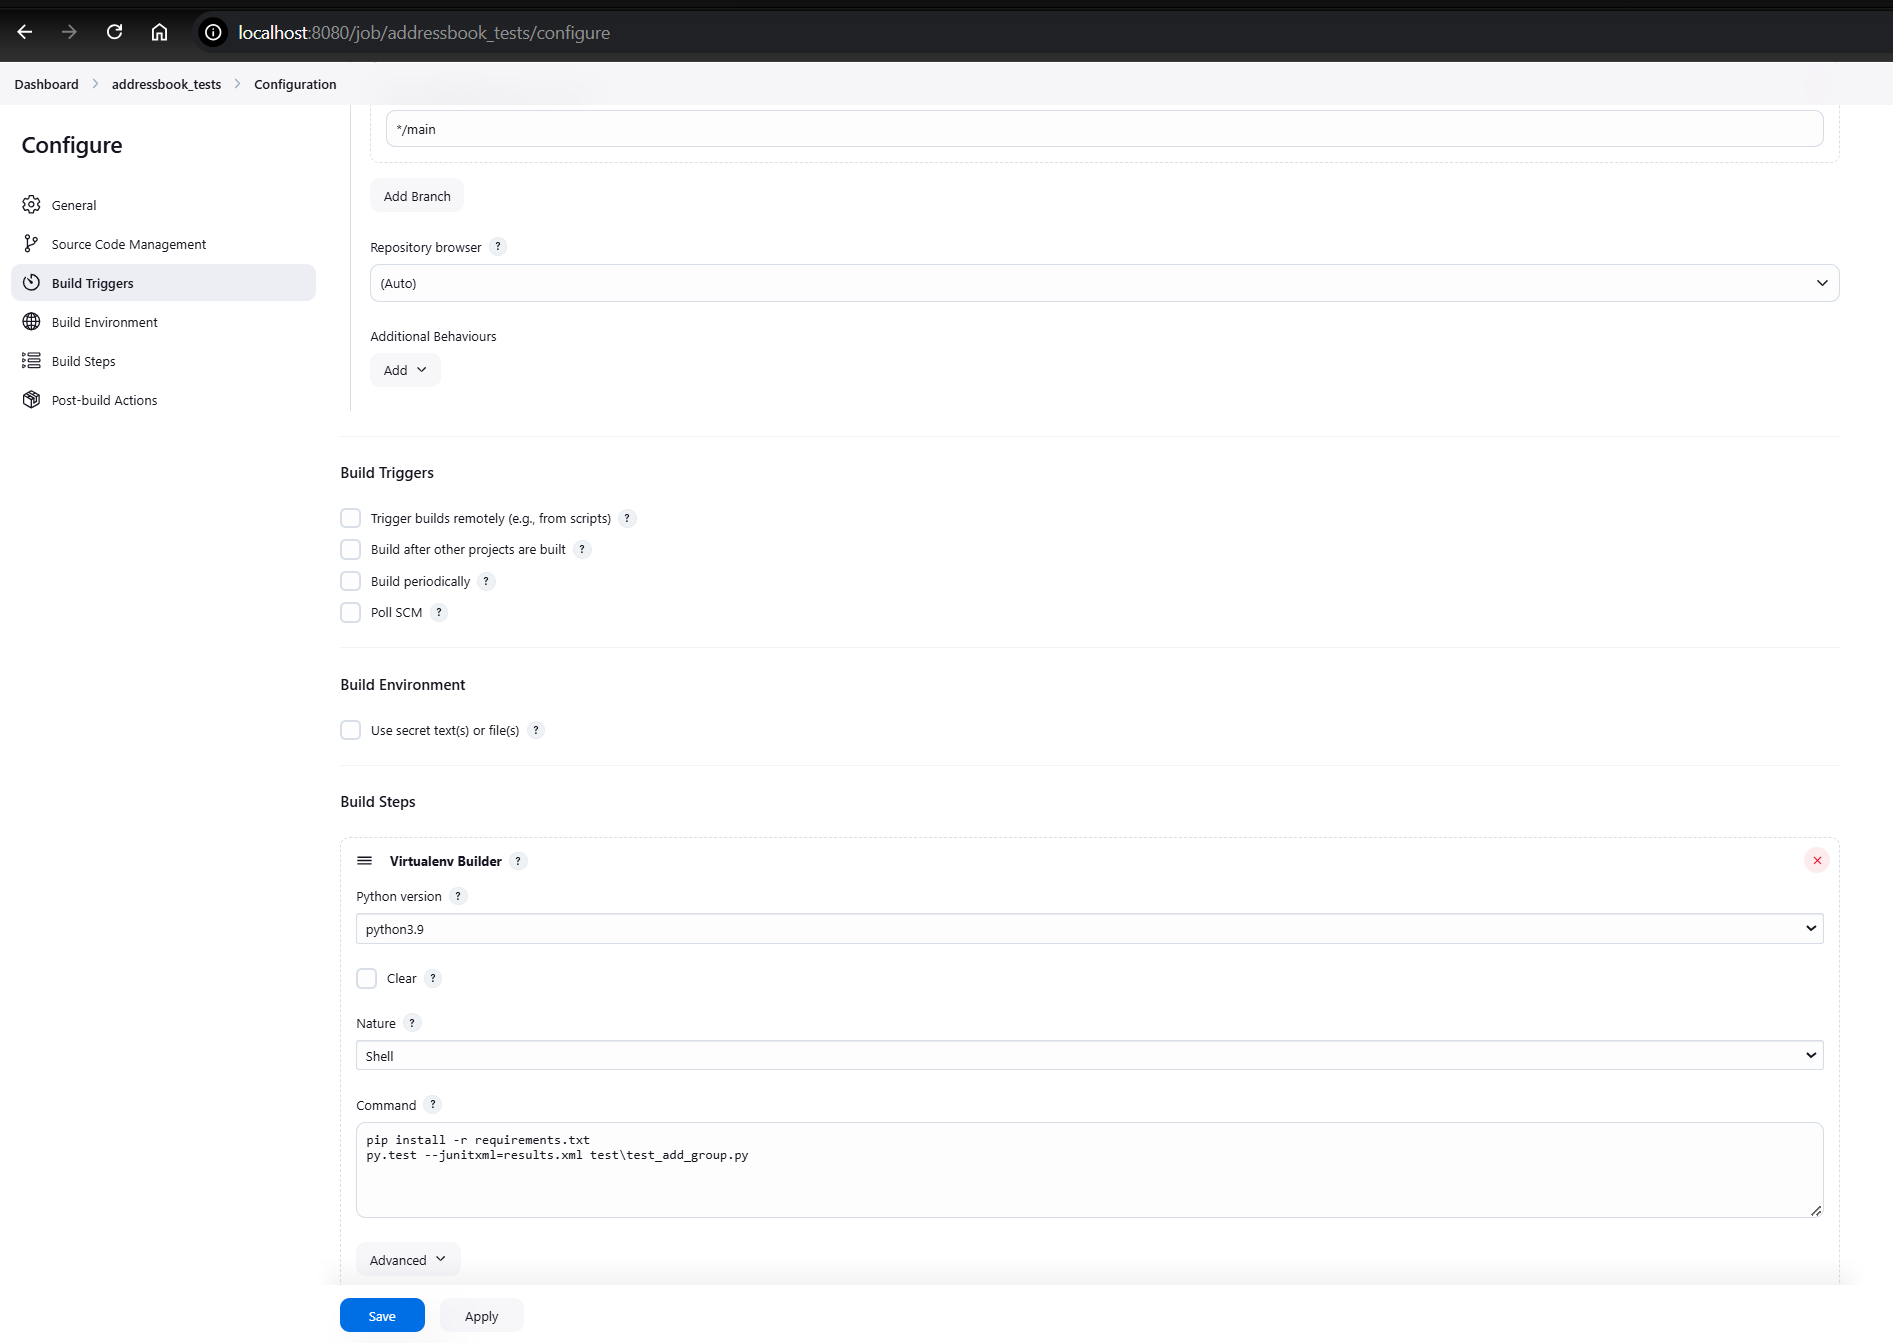 localhost:8080/job/addressbook_tests/configure
Dashboard addressbook_tests Configuration
Configure
General
Source Code Management
Build Triggers
Build Environment
Build Steps
Post-build Actions
*/main
Add Branch
Repository browser ?
(Auto)
Additional Behaviours
Add
Build Triggers
Trigger builds remotely (e.g., from scripts) ?
Build after other projects are built ?
Build periodically ?
Poll SCM ?
Build Environment
Use secret text(s) or file(s) ?
Build Steps
Virtualenv Builder ?
Python version ?
python3.9
Clear ?
Nature ?
Shell
Command ?
pip install -r requirements.txt
py.test --junitxml=results.xml test\test_add_group.py
Advanced
Save Apply